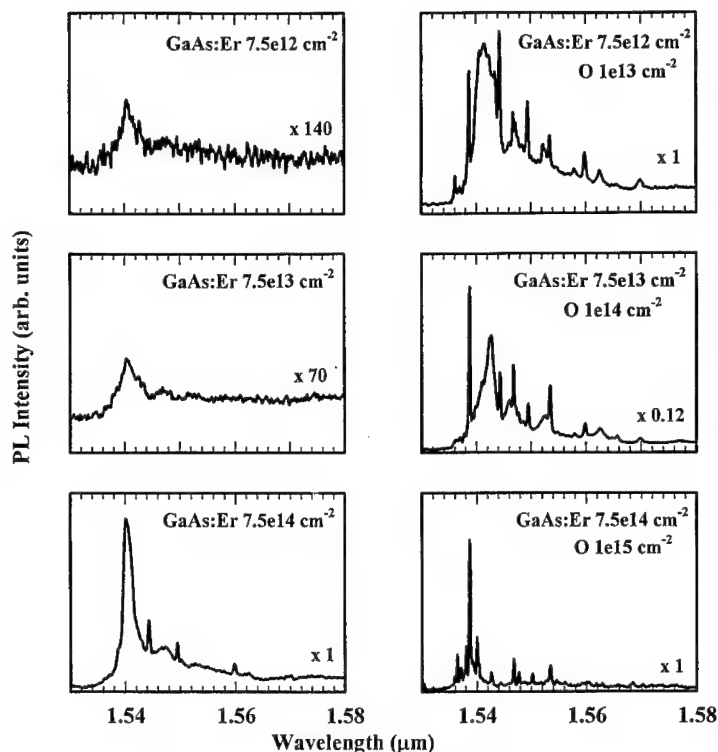 GaAs:Er 7.5e12 cm⁻²
x 140
GaAs:Er 7.5e12 cm⁻²
O 1e13 cm⁻²
x 1
GaAs:Er 7.5e13 cm⁻²
x 70
GaAs:Er 7.5e13 cm⁻²
O 1e14 cm⁻²
x 0.12
GaAs:Er 7.5e14 cm⁻²
x 1
GaAs:Er 7.5e14 cm⁻²
O 1e15 cm⁻²
x 1
PL Intensity (arb. units)
1.54 1.56 1.58 1.54 1.56 1.58
Wavelength (µm)